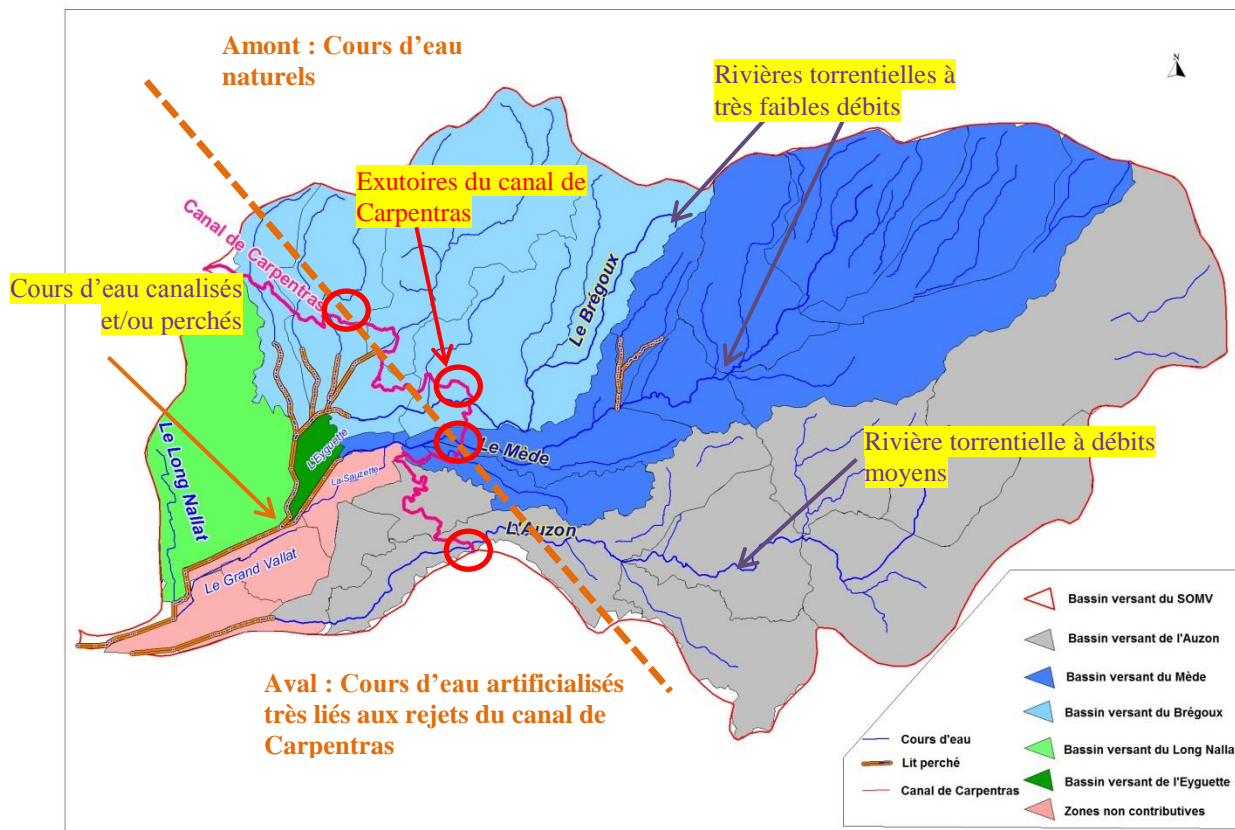 Amont : Cours d'eau
naturels
N
Rivières torrentielles à
très faibles débits
Exutoires du canal de
Carpentras
Canal de Carpentras
Cours d'eau canalisés
et/ou perchés
Le Brégoux
Le Long Nallat
L'Eyguette
La Sauzette
Le Mède
Rivière torrentielle à débits
moyens
L'Auzon
Le Grand Vallat
Aval : Cours d'eau artificialisés
très liés aux rejets du canal de
Carpentras
Cours d'eau
Lit perché
Canal de Carpentras
Bassin versant du SOMV
Bassin versant de l'Auzon
Bassin versant du Mède
Bassin versant du Brégoux
Bassin versant du Long Nallat
Bassin versant de l'Eyguette
Zones non contributives